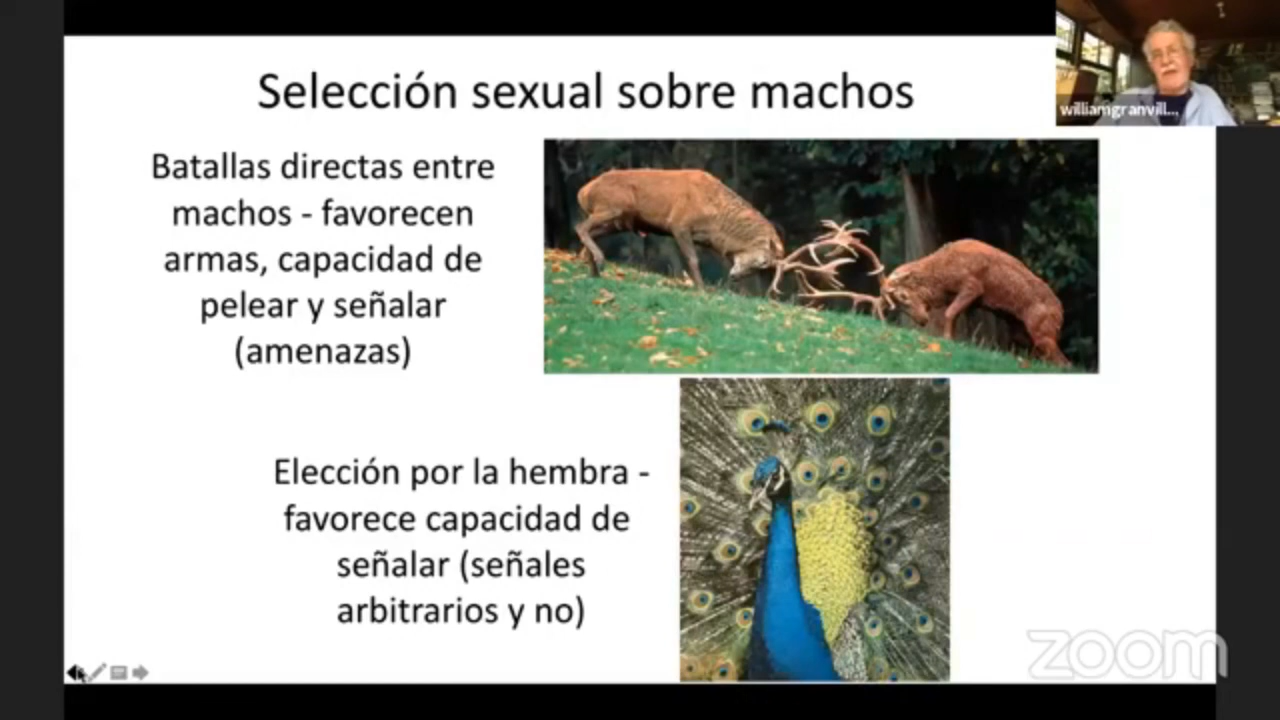 Selección sexual sobre machos
williamgranvill...
Batallas directas entre
machos - favorecen
armas, capacidad de
pelear y señalar
(amenazas)
Elección por la hembra -
favorece capacidad de
señalar (señales
arbitrarios y no)
zoom